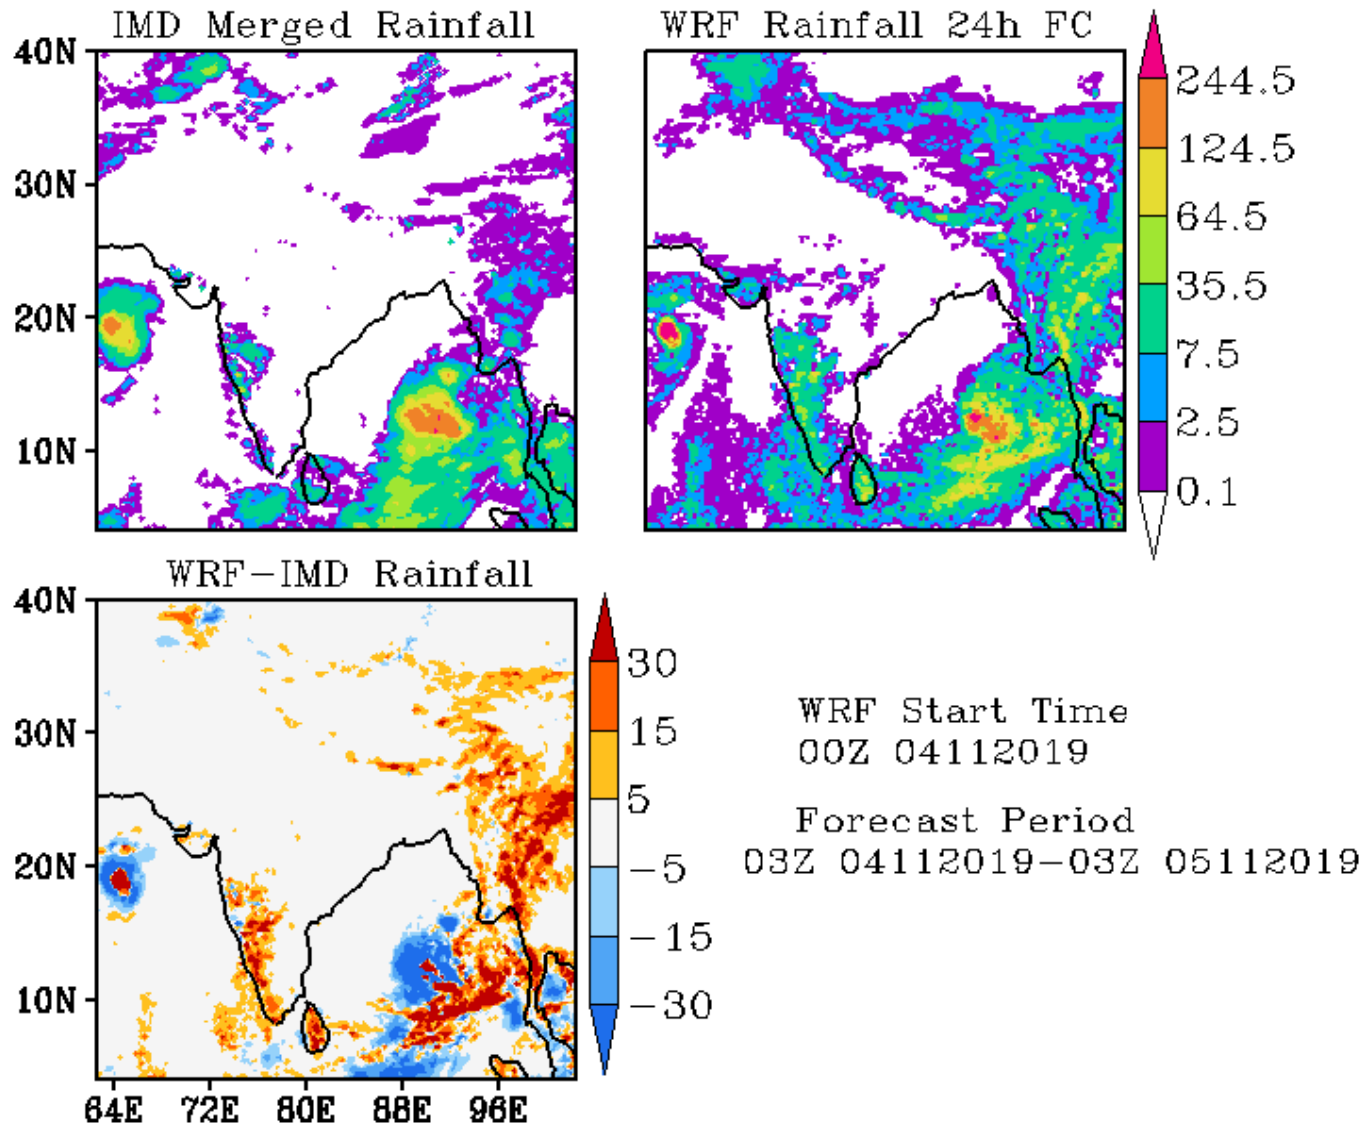 IMD Merged Rainfall
WRF Rainfall 24h FC
40N
30N
20N
10N
244.5
124.5
64.5
35.5
7.5
2.5
0.1
WRF-IMD Rainfall
40N
30N
20N
10N
64E 72E 80E 88E 96E
30
15
5
-5
-15
-30
WRF Start Time
00Z 04112019
Forecast Period
03Z 04112019-03Z 05112019